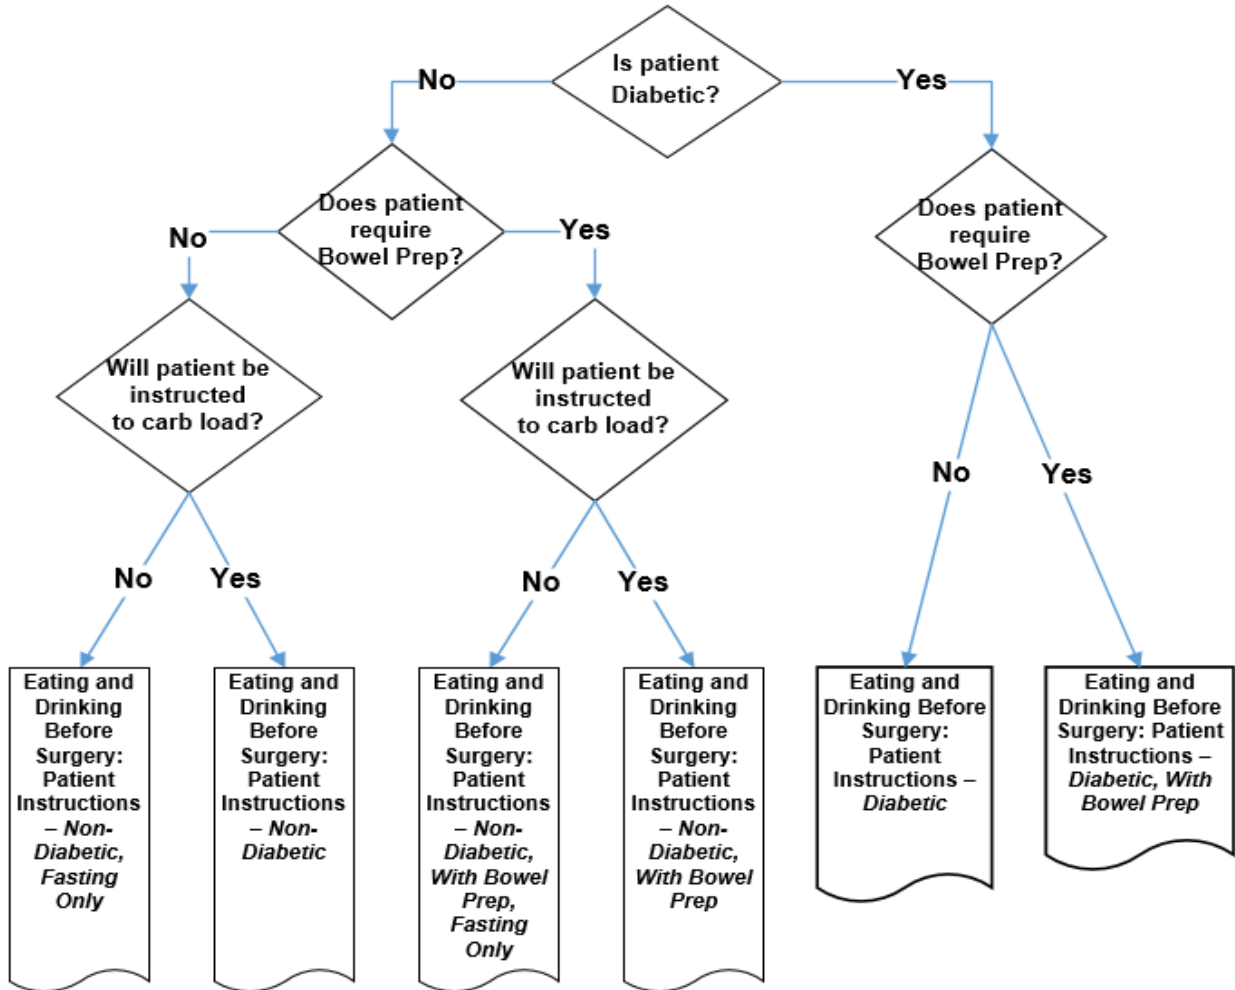 Is patient
Diabetic?
No
Yes
Does patient
require
Bowel Prep?
Does patient
require
Bowel Prep?
No
Yes
Will patient be
instructed
to carb load?
Will patient be
instructed
to carb load?
No
Yes
No
Yes
No
Yes
Eating and
Drinking
Before
Surgery:
Patient
Instructions
– Non-
Diabetic,
Fasting
Only
Eating and
Drinking
Before
Surgery:
Patient
Instructions
– Non-
Diabetic
Eating and
Drinking
Before
Surgery:
Patient
Instructions
– Non-
Diabetic,
With Bowel
Prep,
Fasting
Only
Eating and
Drinking
Before
Surgery:
Patient
Instructions
– Non-
Diabetic,
With Bowel
Prep
Eating and
Drinking Before
Surgery:
Patient
Instructions –
Diabetic
Eating and
Drinking Before
Surgery: Patient
Instructions –
Diabetic, With
Bowel Prep